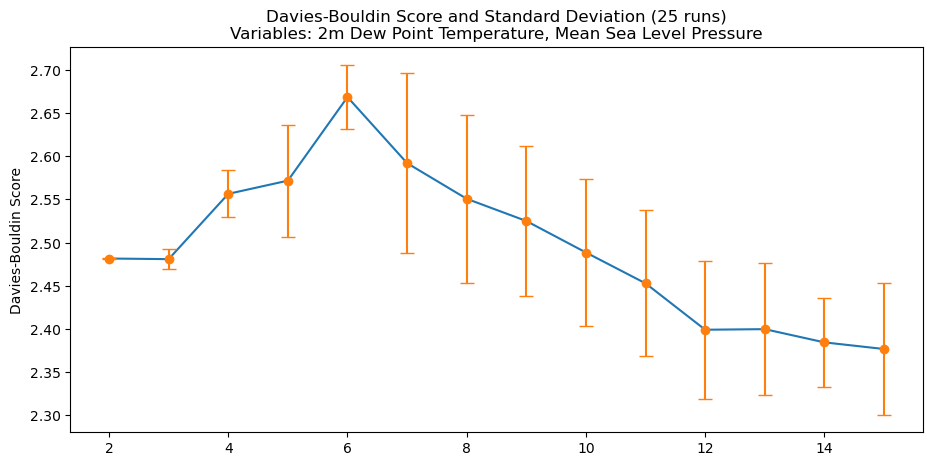 Davies-Bouldin Score and Standard Deviation (25 runs)
Variables: 2m Dew Point Temperature, Mean Sea Level Pressure
Davies-Bouldin Score
2.70
2.65
2.60
2.55
2.50
2.45
2.40
2.35
2.30
2 4 6 8 10 12 14